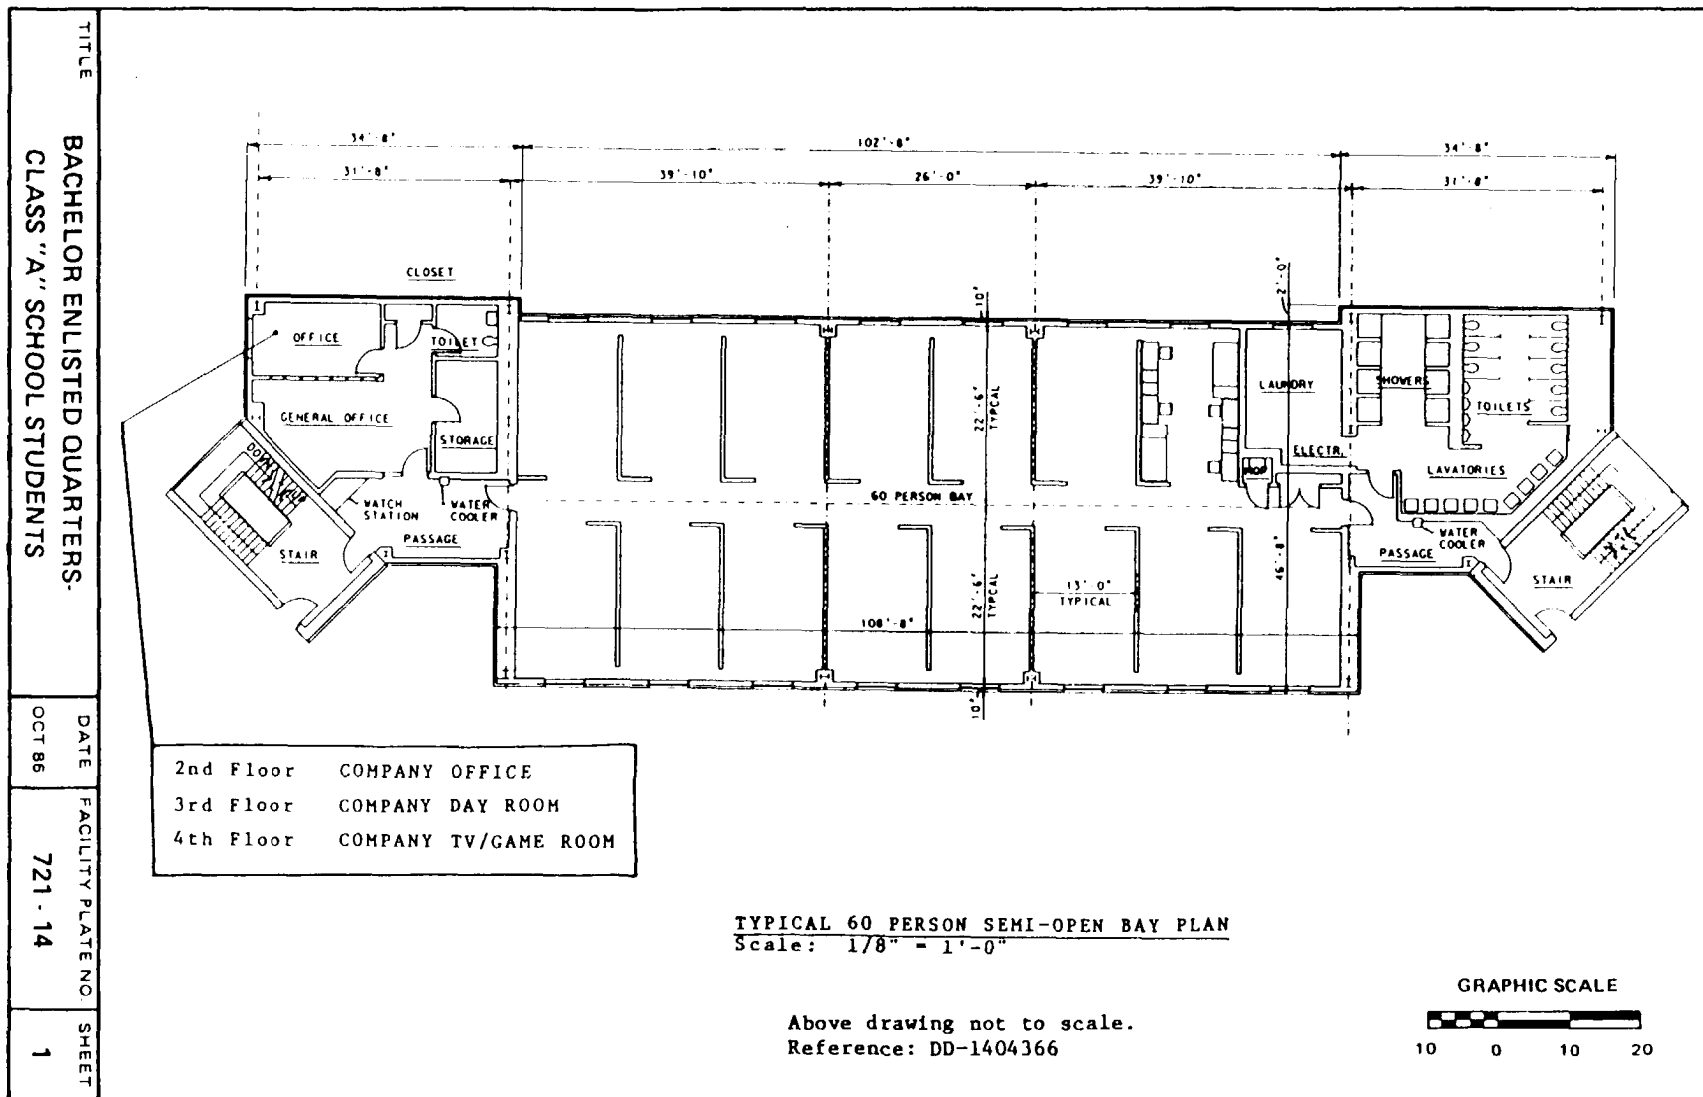 TITLE
BACHELOR ENLISTED QUARTERS-
CLASS "A" SCHOOL STUDENTS
DATE
OCT 86
FACILITY PLATE NO.
721-14
SHEET
1
34'-8"
102'-8"
34'-8"
31'-8"
39'-10"
26'-0"
39'-10"
31'-8"
CLOSET
10"
2'-0"
OFFICE
TOILET
GENERAL OFFICE
STORAGE
22'-6"
TYPCAL
LAUNDRY
SHOWERS
TOILETS
DOWN
ELECTR.
MOP
LAVATORIES
WATCH
STATION
WATER
COOLER
60 PERSON BAY
PASSAGE
STAIR
WATER
COOLER
PASSAGE
STAIR
22'-6"
TYPCAL
13'-0"
TYPICAL
46'-8"
108'-8"
10"
2nd Floor COMPANY OFFICE
3rd Floor COMPANY DAY ROOM
4th Floor COMPANY TV/GAME ROOM
TYPICAL 60 PERSON SEMI-OPEN BAY PLAN
Scale: 1/8" = 1'-0"
Above drawing not to scale.
Reference: DD-1404366
GRAPHIC SCALE
10 0 10 20